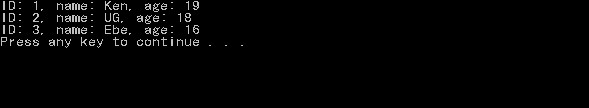 ID: 1, name: Ken, age: 19
ID: 2, name: UG, age: 18
ID: 3, name: Ebe, age: 16
Press any key to continue . . .